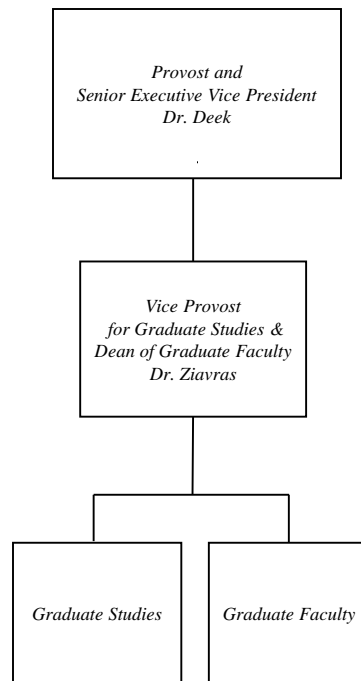 Provost and
Senior Executive Vice President
Dr. Deek
.
Vice Provost
for Graduate Studies &
Dean of Graduate Faculty
Dr. Ziavras
Graduate Studies
Graduate Faculty